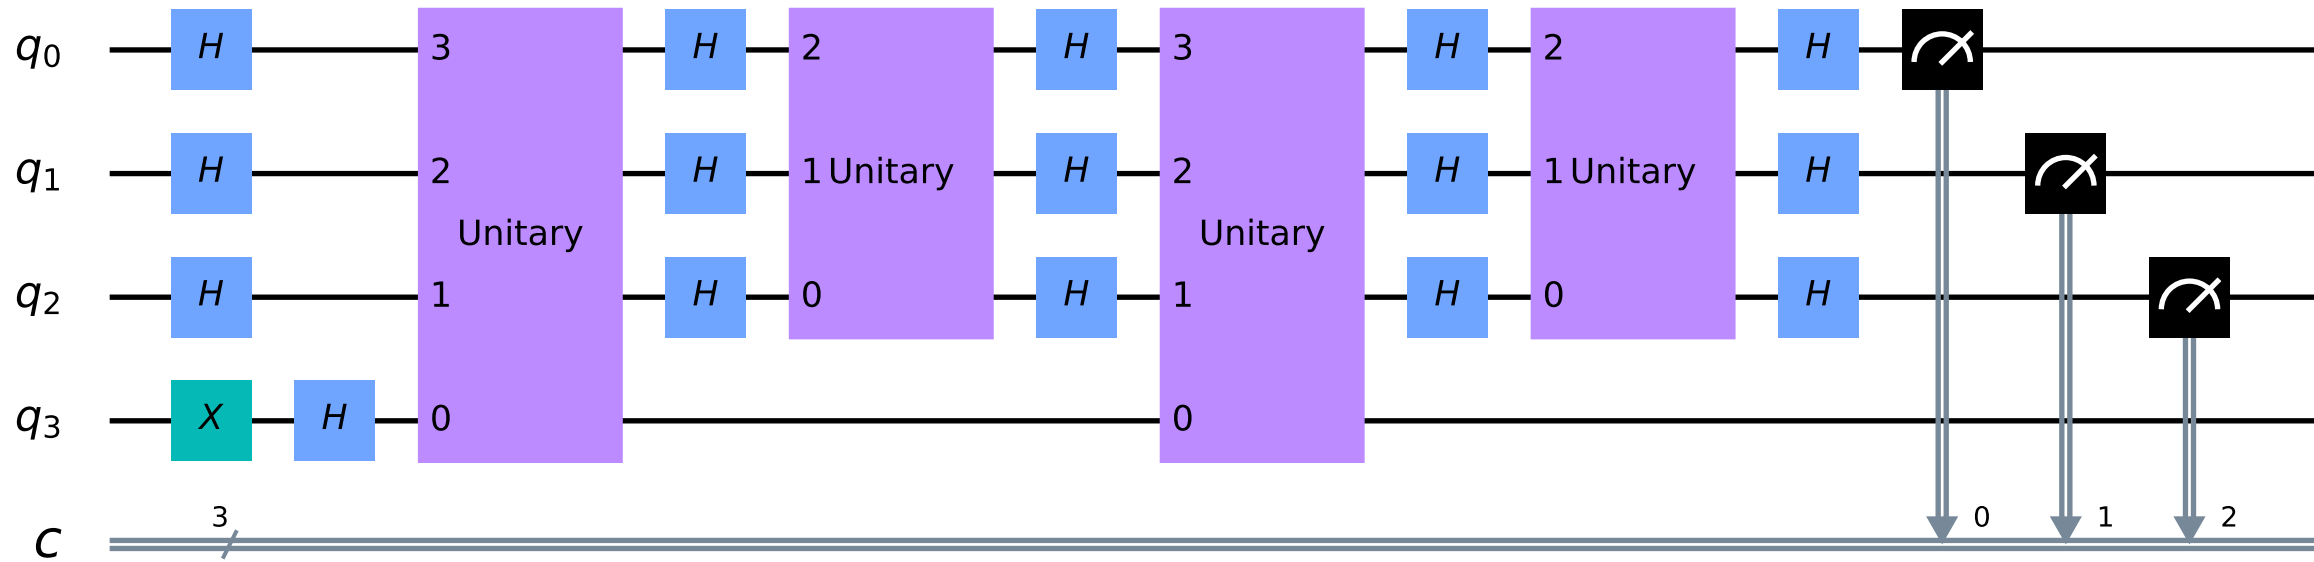 q0 H 3 H 2 H 3 H 2 H
q1 H 2 H 1 Unitary H 2 H 1 Unitary H
Unitary Unitary
q2 H 1 H 0 H 1 H 0 H
q3 X H 0 0
c 3 0 1 2